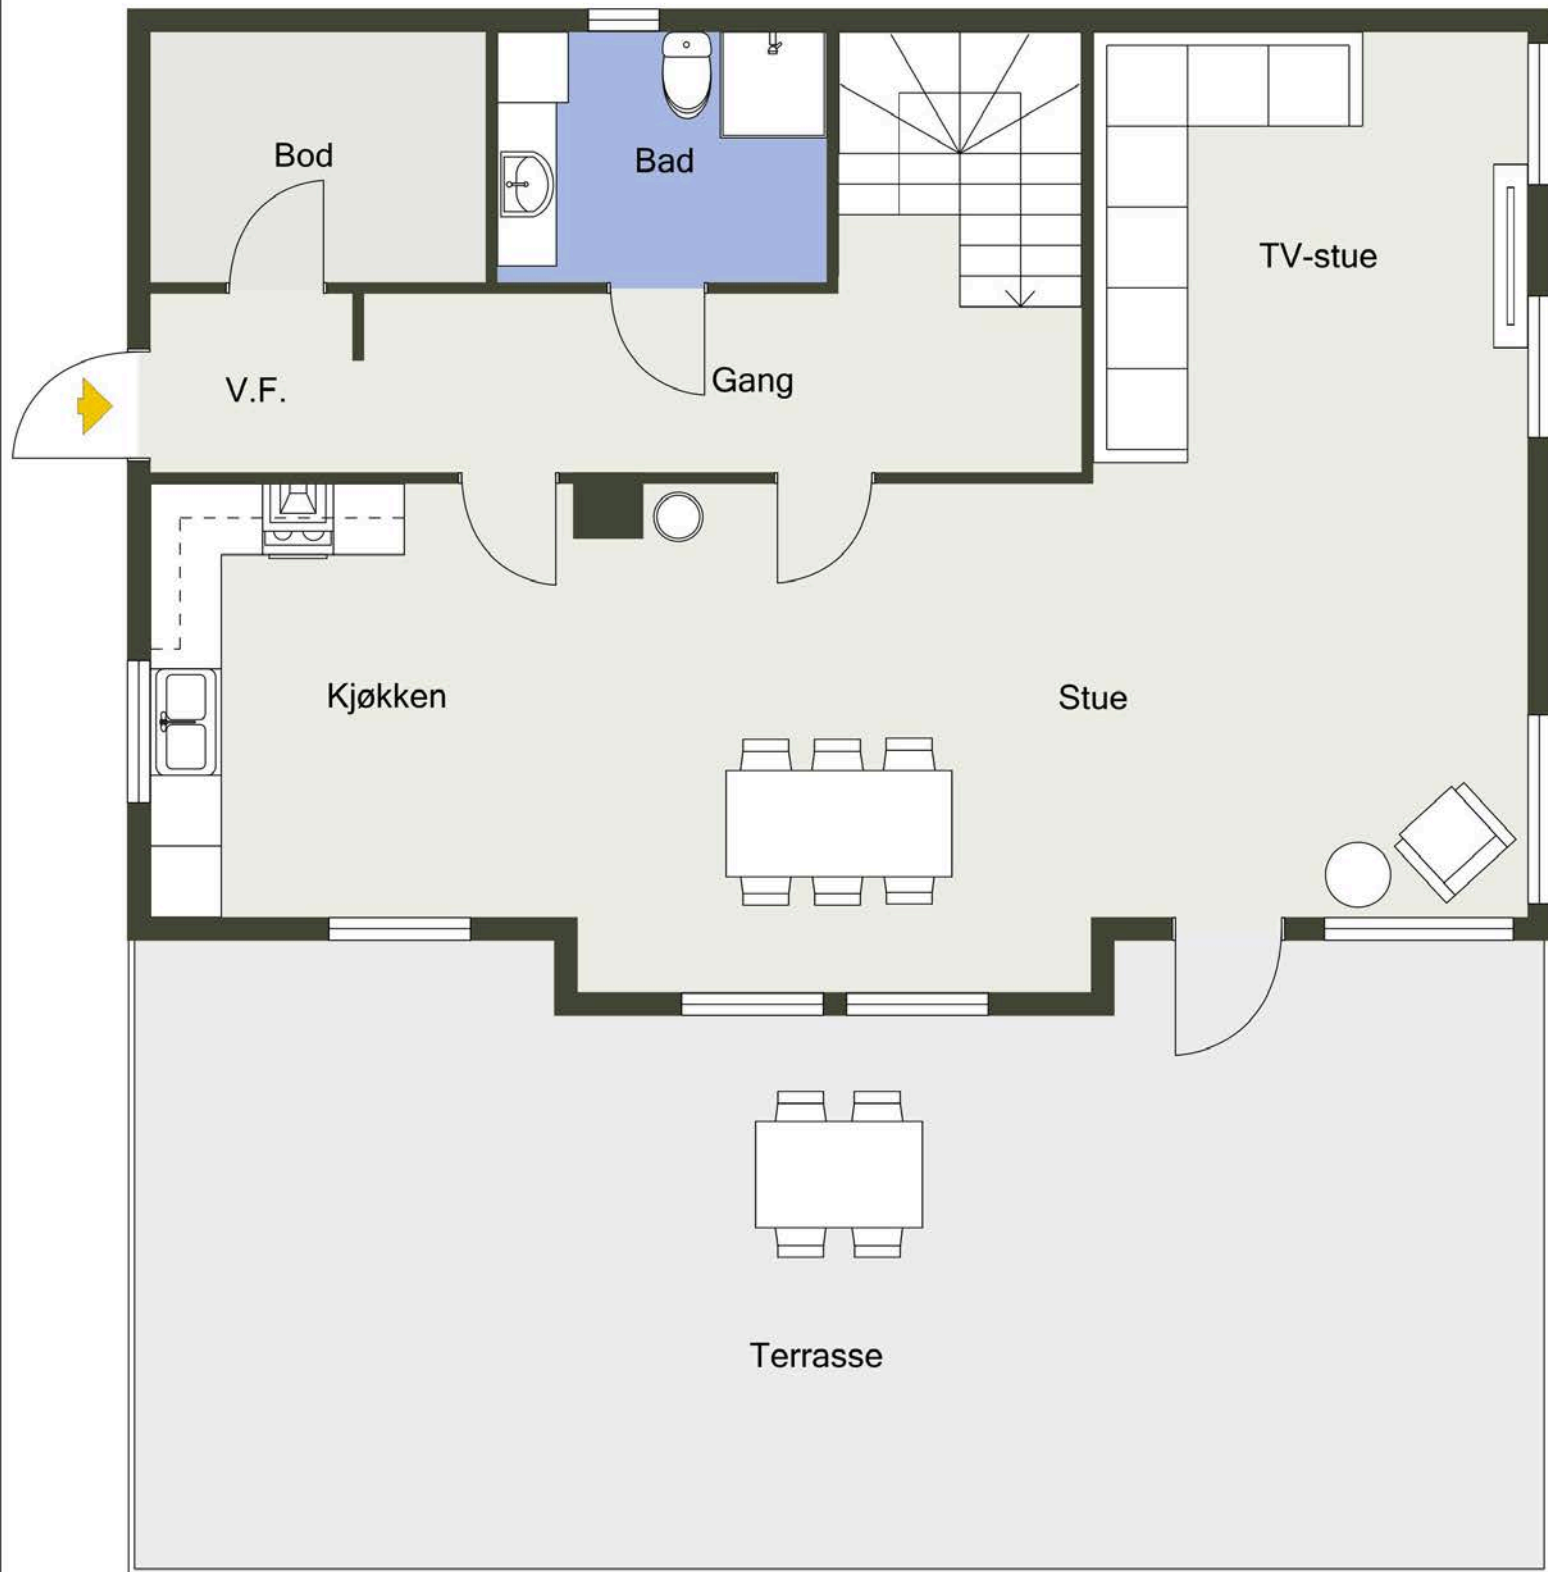 Bod
Bad
TV-stue
V.F.
Gang
Kjøkken
Stue
Terrasse